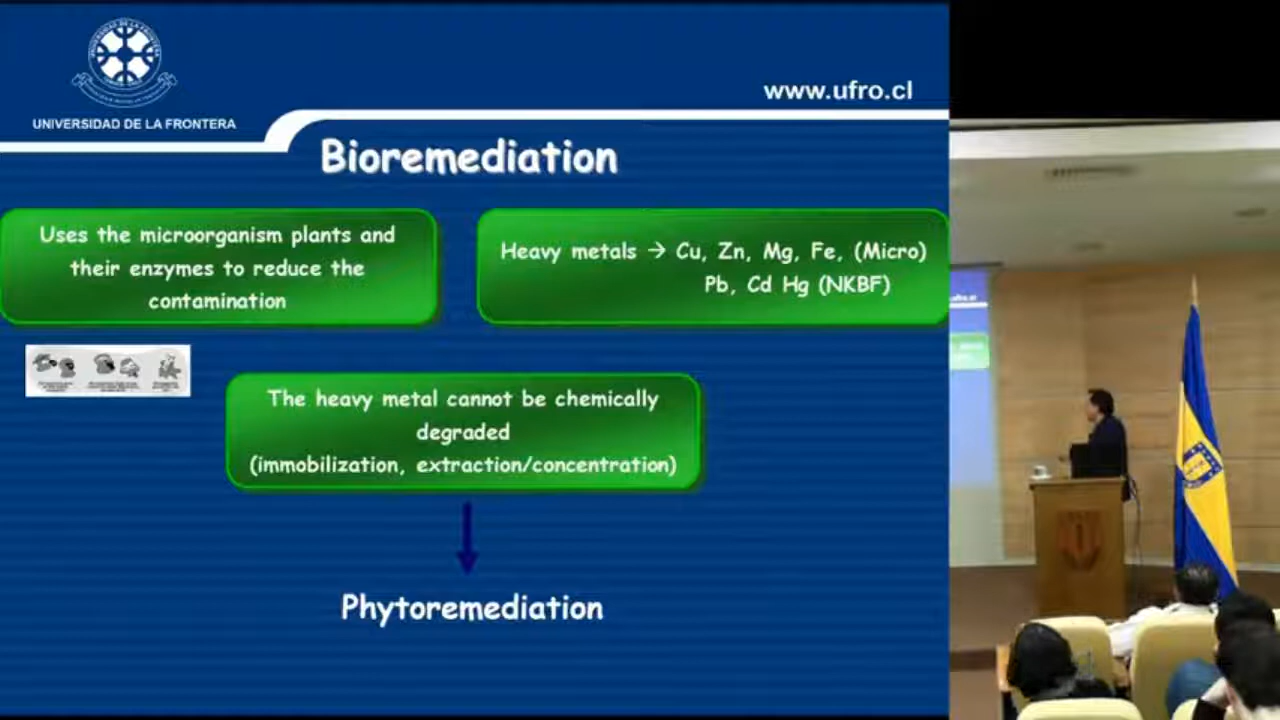 UNIVERSIDAD DE LA FRONTERA
www.ufro.cl
Bioremediation
Uses the microorganism plants and
their enzymes to reduce the
contamination
Heavy metals → Cu, Zn, Mg, Fe, (Micro)
Pb, Cd Hg (NKBF)
The heavy metal cannot be chemically
degraded
(immobilization, extraction/concentration)
Phytoremediation